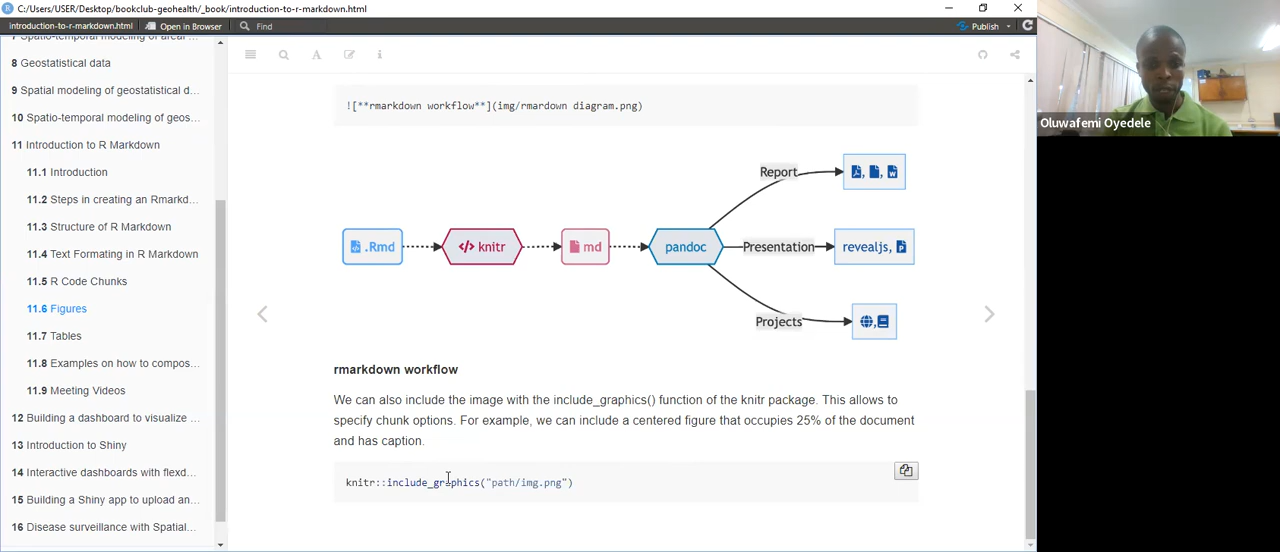 C:/Users/USER/Desktop/bookclub-geohealth/_book/introduction-to-r-markdown.html
introduction-to-r-markdown.html
Open in Browser
Find
Publish
7 Spatio-temporal modeling of areal ...
8 Geostatistical data
9 Spatial modeling of geostatistical d...
10 Spatio-temporal modeling of geos...
11 Introduction to R Markdown
11.1 Introduction
11.2 Steps in creating an Rmarkd...
11.3 Structure of R Markdown
11.4 Text Formating in R Markdown
11.5 R Code Chunks
11.6 Figures
11.7 Tables
11.8 Examples on how to compos...
11.9 Meeting Videos
12 Building a dashboard to visualize ...
13 Introduction to Shiny
14 Interactive dashboards with flexd...
15 Building a Shiny app to upload an...
16 Disease surveillance with Spatial...
![**rmarkdown workflow**](img/rmardown diagram.png)
.Rmd
knitr
md
pandoc
Report
Presentation
revealjs,
Projects
rmarkdown workflow
We can also include the image with the include_graphics() function of the knitr package. This allows to
specify chunk options. For example, we can include a centered figure that occupies 25% of the document
and has caption.
knitr::include_graphics("path/img.png")
Oluwafemi Oyedele